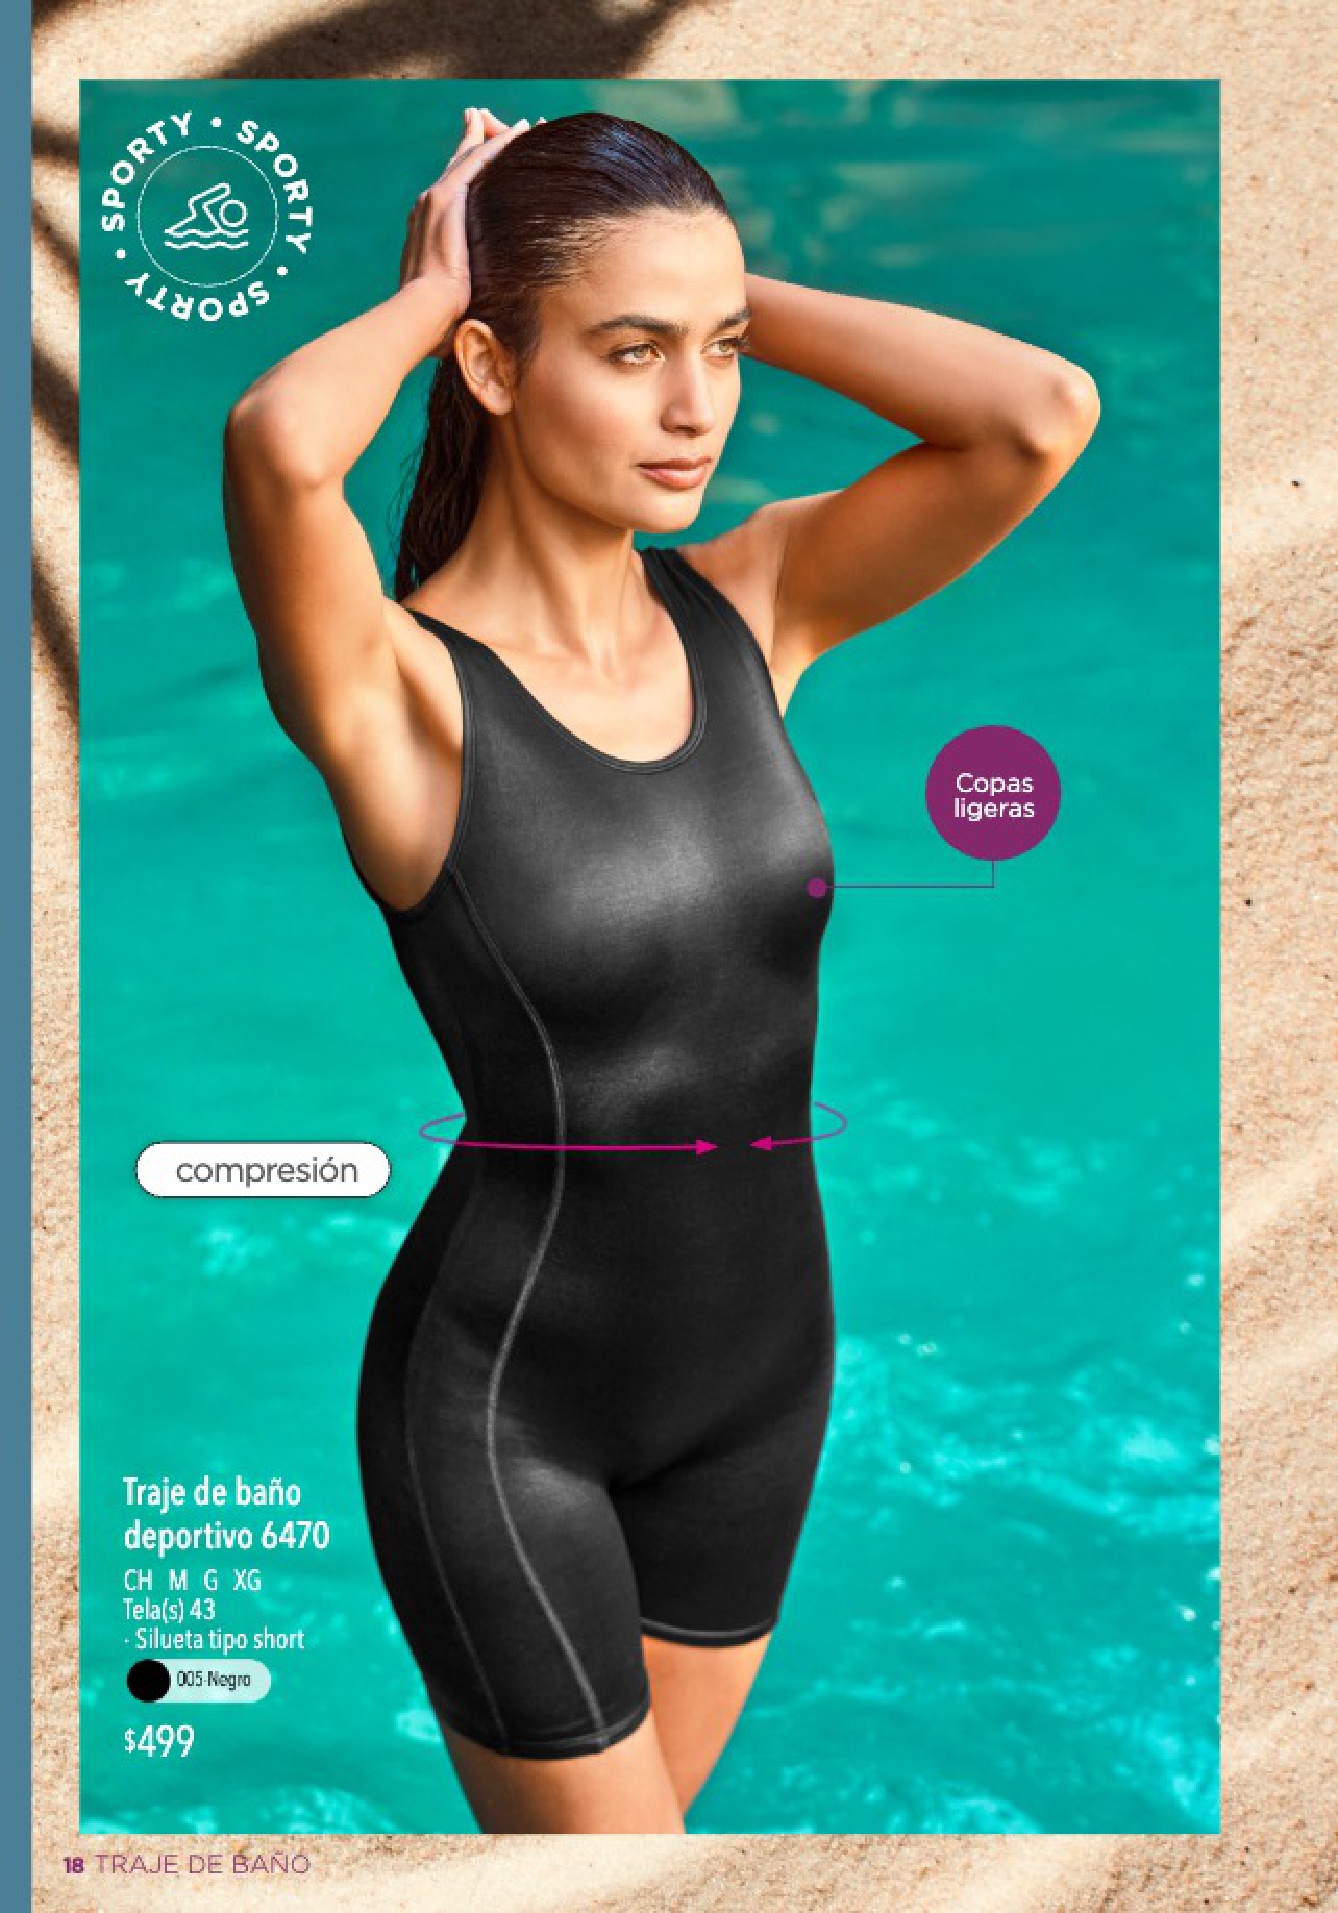 SPORTY • SPORTY • SPORTY •
Copas
ligeras
compresión
Traje de baño
deportivo 6470
CH M G XG
Tela(s) 43
· Silueta tipo short
005-Negro
$499
18 TRAJE DE BAÑO